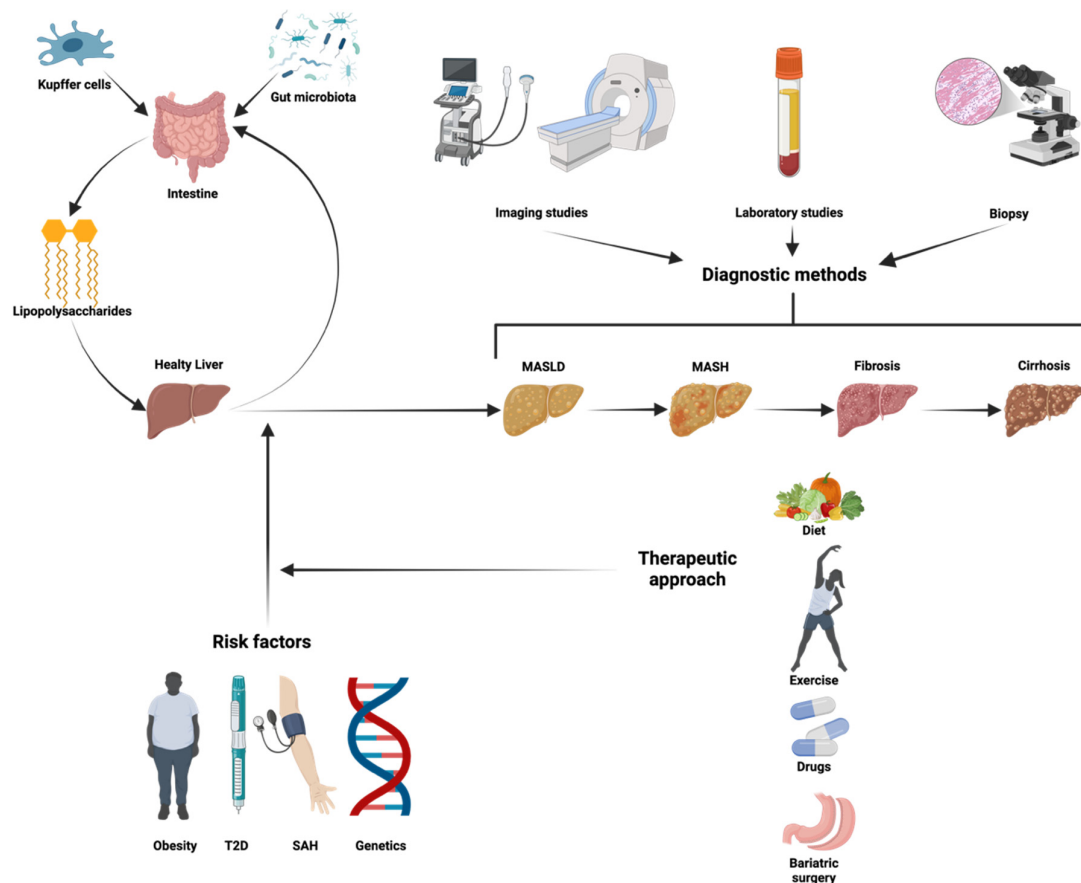 Kupffer cells
Gut microbiota
Intestine
Imaging studies
Laboratory studies
Biopsy
Diagnostic methods
Lipopolysaccharides
Healty Liver
MASLD
MASH
Fibrosis
Cirrhosis
Diet
Therapeutic
approach
Exercise
Risk factors
Drugs
Obesity
T2D
SAH
Genetics
Bariatric
surgery